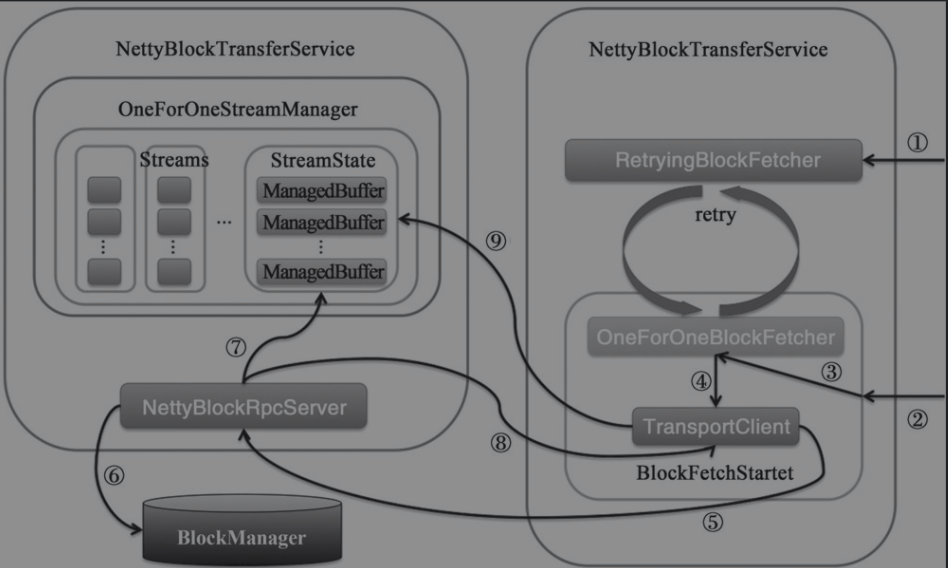 NettyBlockTransferService
OneForOneStreamManager
Streams
StreamState
ManagedBuffer
ManagedBuffer
ManagedBuffer
...
⑦
NettyBlockRpcServer
⑥
BlockManager
⑧
⑨
⑤
NettyBlockTransferService
RetryingBlockFetcher
①
retry
OneForOneBlockFetcher
④
③
②
TransportClient
BlockFetchStartet